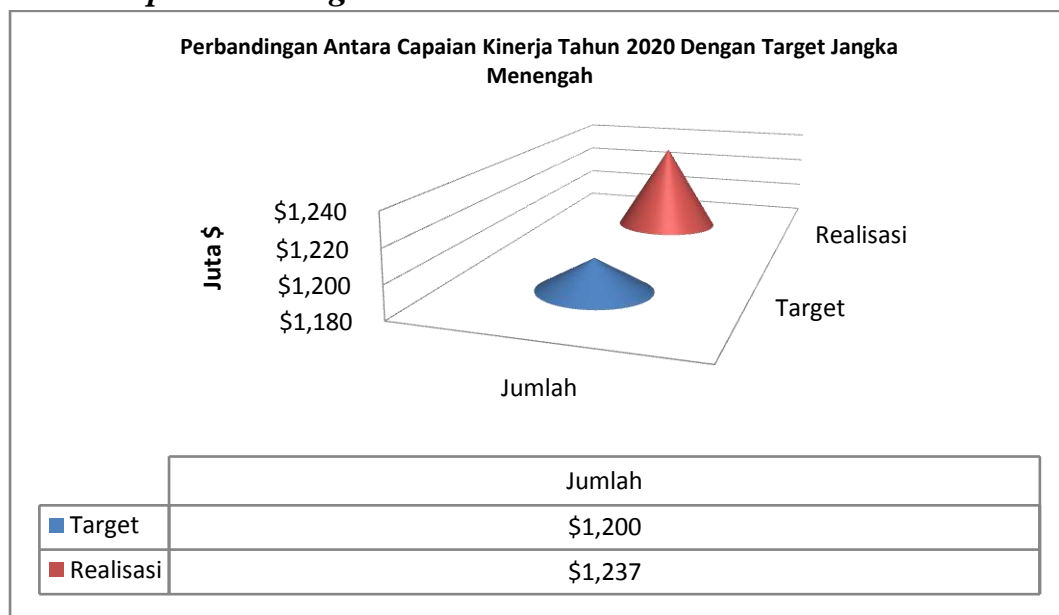 Perbandingan Antara Capaian Kinerja Tahun 2020 Dengan Target Jangka
Menengah
$1,240
$1,220
$1,200
$1,180
Juta $
Realisasi
Target
Jumlah
Jumlah
Target $1,200
Realisasi $1,237